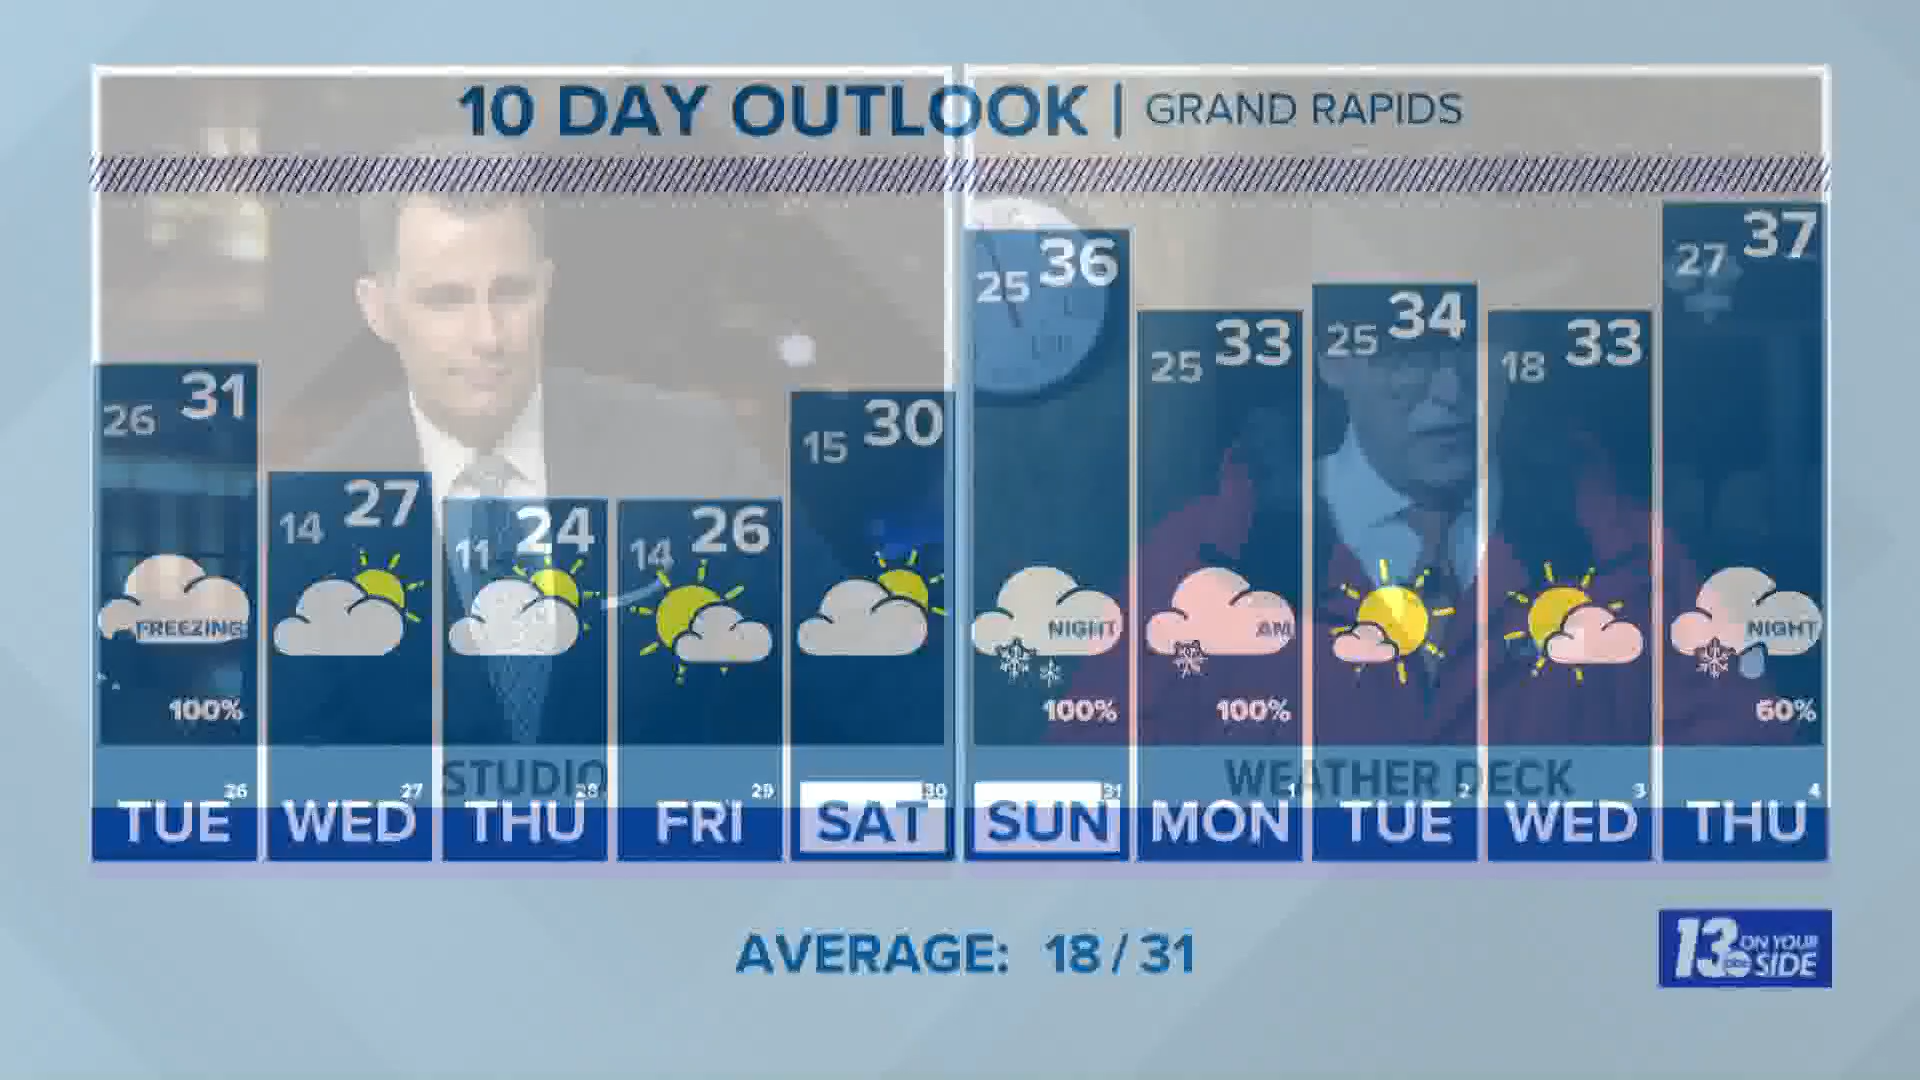 10 DAY OUTLOOK | GRAND RAPIDS
26 31
14 27
11 24
14 26
15 30
25 36
25 33
25 34
18 33
27 37
FREEZING
NIGHT
AM
NIGHT
100%
100%
100%
60%
STUDIO
WEATHER DECK
26 27 28 29 30 31 1 2 3 4
TUE WED THU FRI SAT SUN MON TUE WED THU
AVERAGE: 18 / 31
13 ON YOUR SIDE
abc